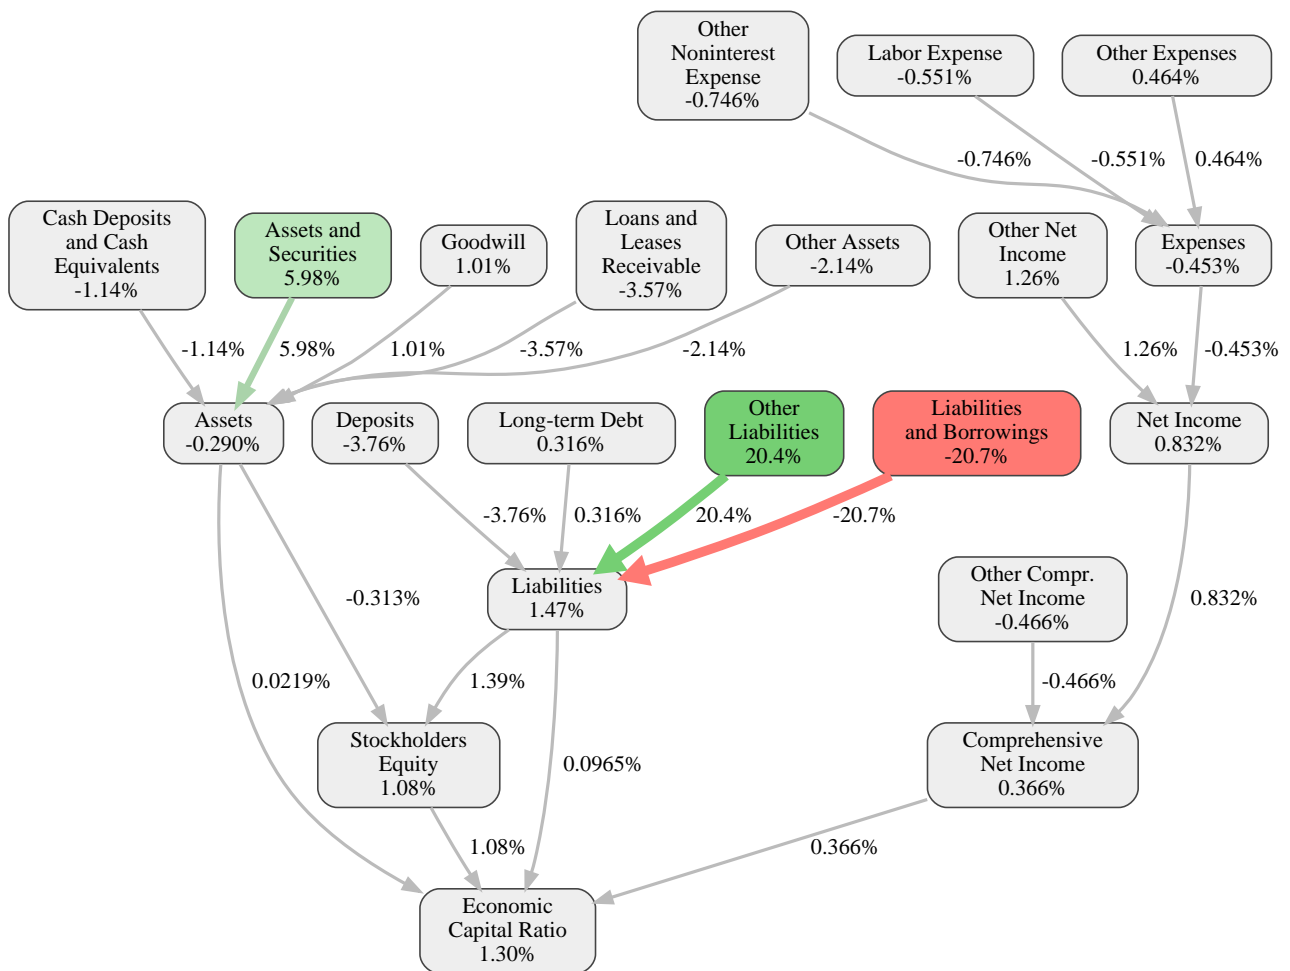 Other
Noninterest
Expense
-0.746%
Labor Expense
-0.551%
Other Expenses
0.464%
-0.746%
-0.551%
0.464%
Cash Deposits
and Cash
Equivalents
-1.14%
Assets and
Securities
5.98%
Goodwill
1.01%
Loans and
Leases
Receivable
-3.57%
Other Assets
-2.14%
Other Net
Income
1.26%
Expenses
-0.453%
-1.14%
5.98%
1.01%
-3.57%
-2.14%
1.26%
-0.453%
Assets
-0.290%
Deposits
-3.76%
Long-term Debt
0.316%
Other
Liabilities
20.4%
Liabilities
and Borrowings
-20.7%
Net Income
0.832%
-3.76%
0.316%
20.4%
-20.7%
Liabilities
1.47%
Other Compr.
Net Income
-0.466%
-0.313%
0.832%
0.0219%
1.39%
-0.466%
Stockholders
Equity
1.08%
0.0965%
Comprehensive
Net Income
0.366%
1.08%
0.366%
Economic
Capital Ratio
1.30%